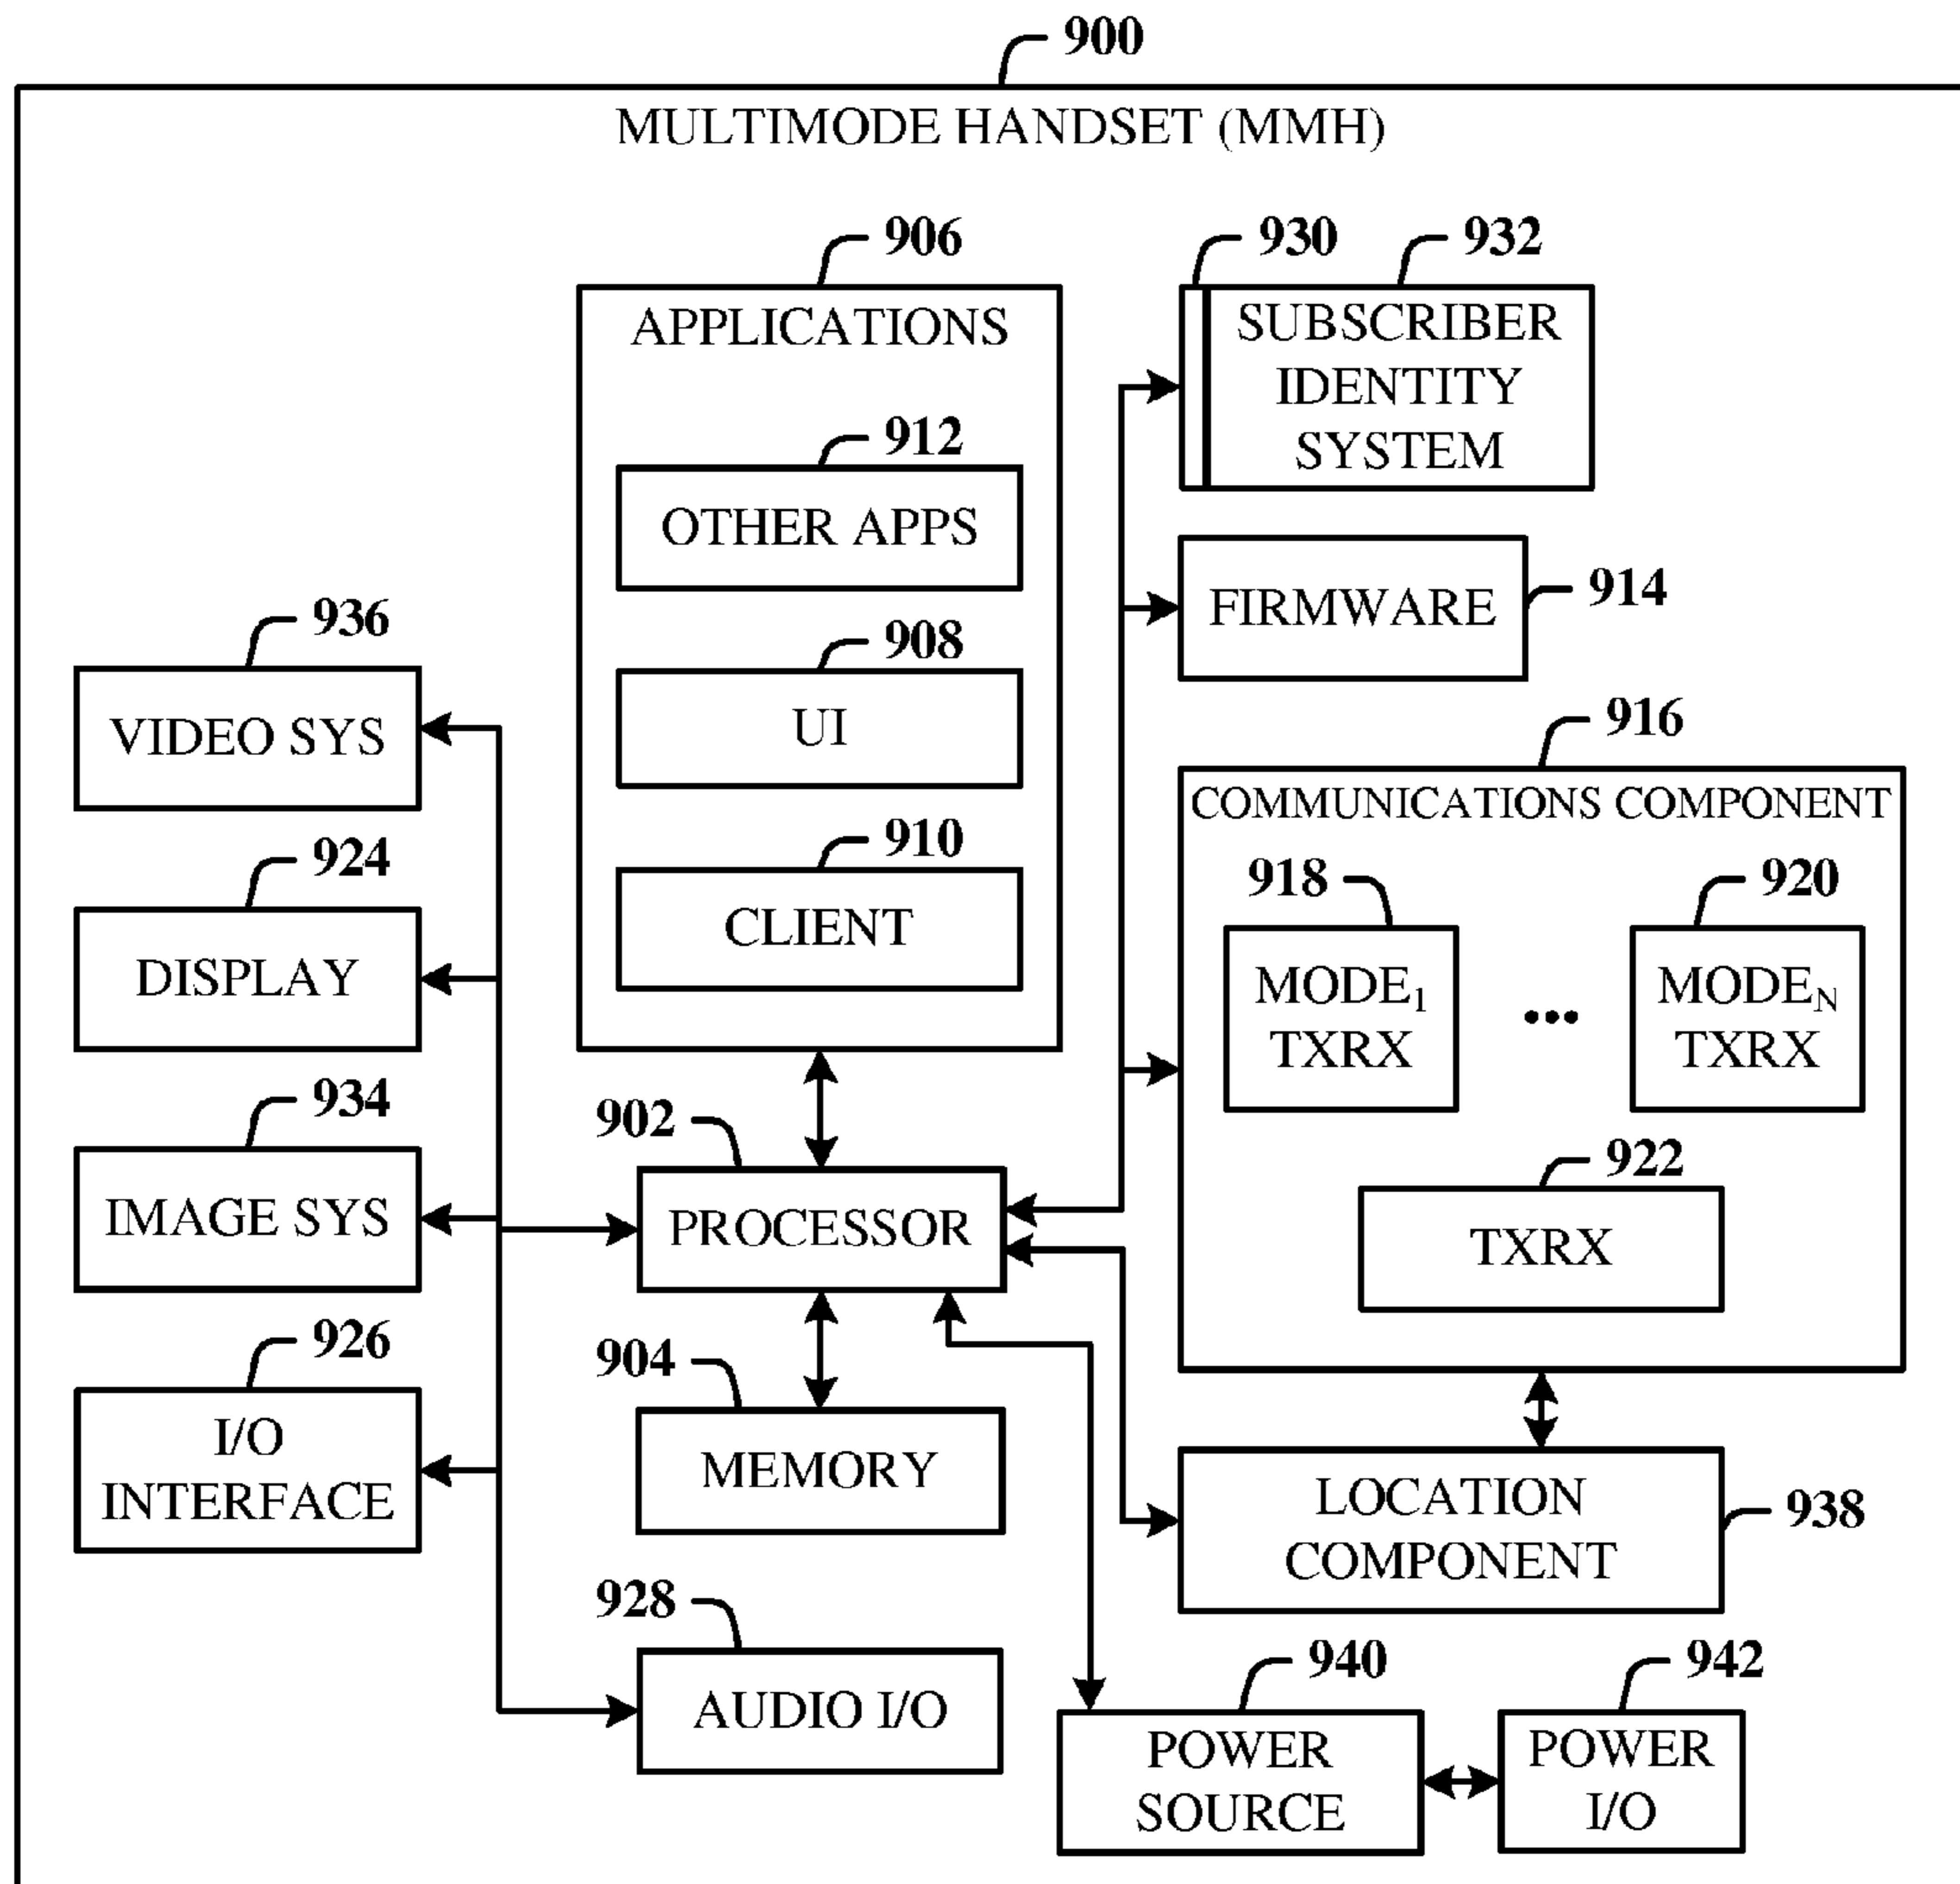 900
MULTIMODE HANDSET (MMH)
906
APPLICATIONS
912
OTHER APPS
908
UI
910
CLIENT
930
932
SUBSCRIBER
IDENTITY
SYSTEM
FIRMWARE
914
936
VIDEO SYS
924
DISPLAY
934
IMAGE SYS
926
I/O
INTERFACE
916
COMMUNICATIONS COMPONENT
918
MODE1
TXRX
...
920
MODEN
TXRX
922
TXRX
902
PROCESSOR
904
MEMORY
928
AUDIO I/O
LOCATION
COMPONENT
938
940
POWER
SOURCE
942
POWER
I/O